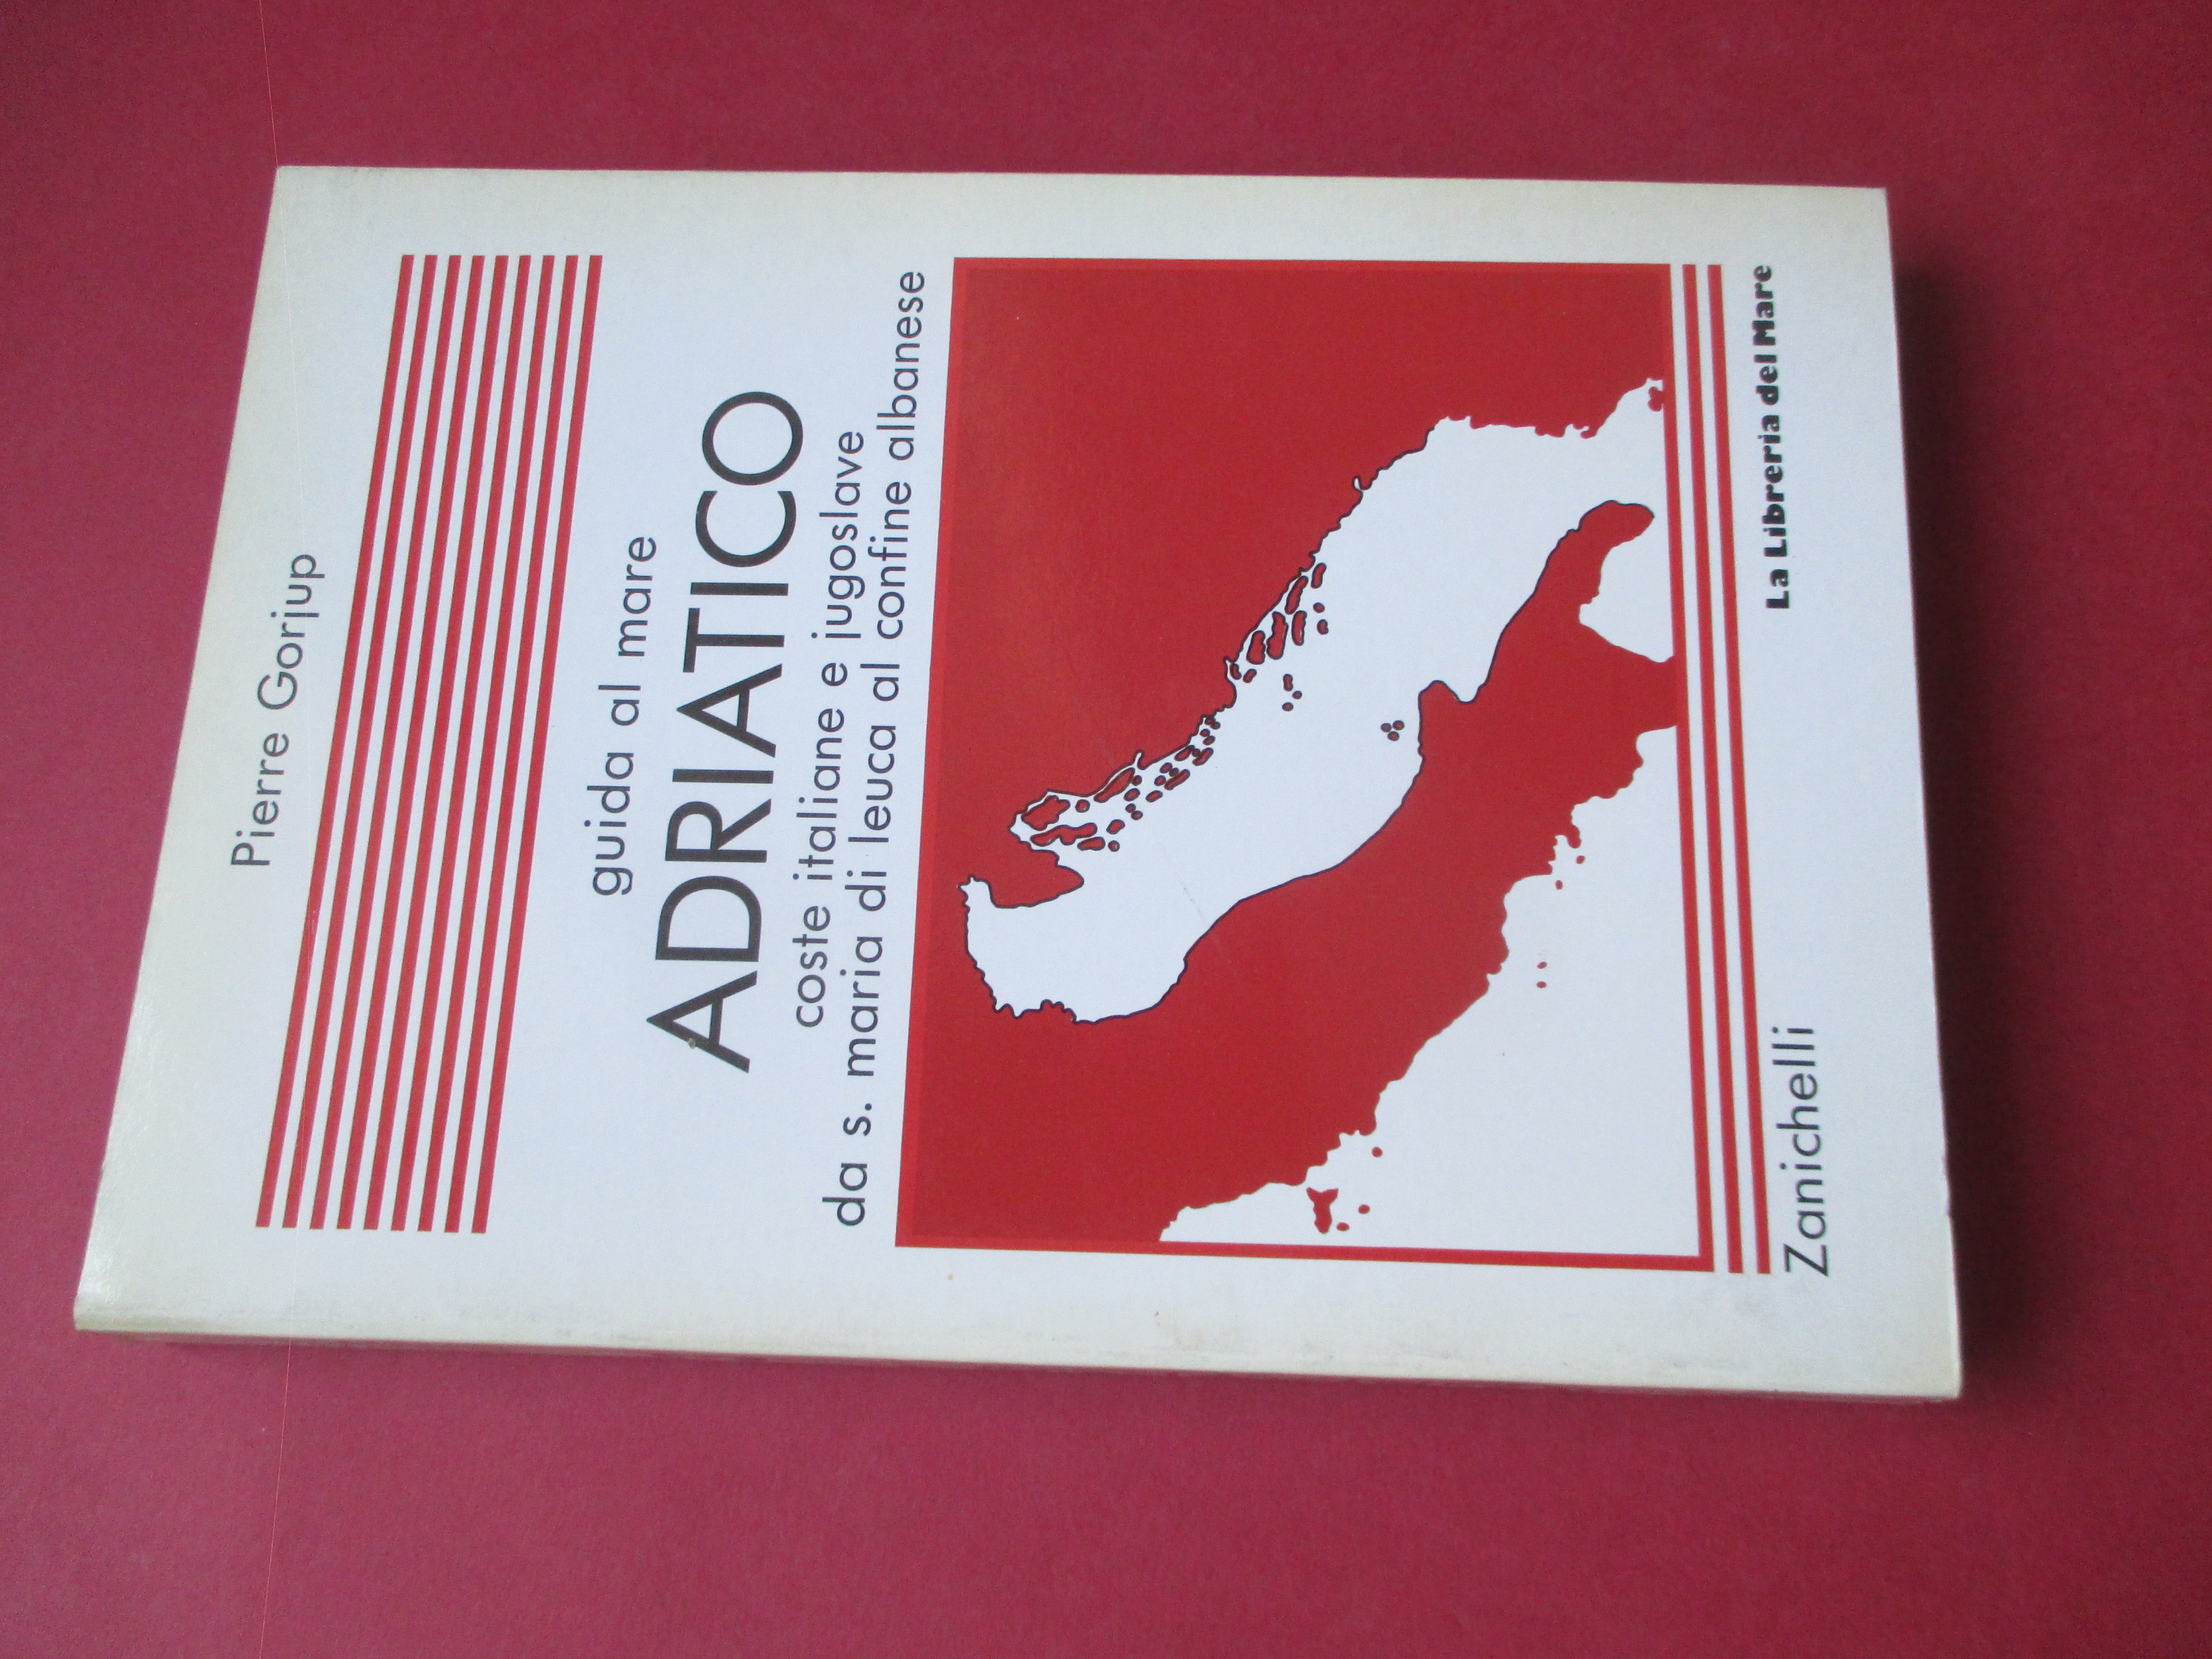 Pierre Gorjup
guida al mare
ADRIATICO
coste italiane e jugoslave
da s. maria di leuca al confine albanese
Zanichelli
La Libreria del Mare